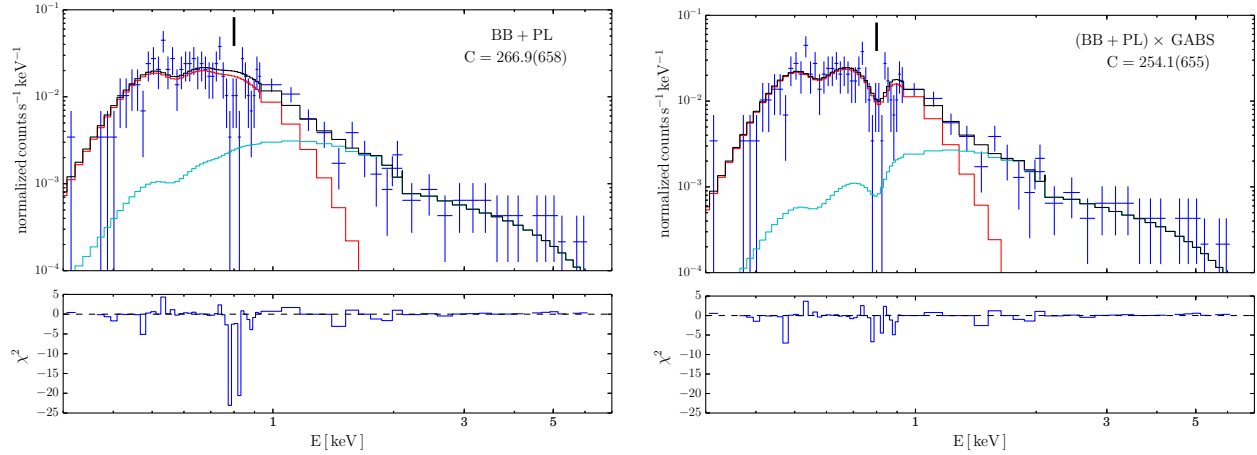 10⁻¹
BB + PL
C = 266.9(658)
10⁻²
10⁻³
10⁻⁴
normalized counts s⁻¹ keV⁻¹
5
0
−5
−10
−15
−20
−25
χ²
1 3 5
E [keV]
10⁻¹
(BB + PL) × GABS
C = 254.1(655)
10⁻²
10⁻³
10⁻⁴
normalized counts s⁻¹ keV⁻¹
5
0
−5
−10
−15
−20
−25
χ²
1 3 5
E [keV]